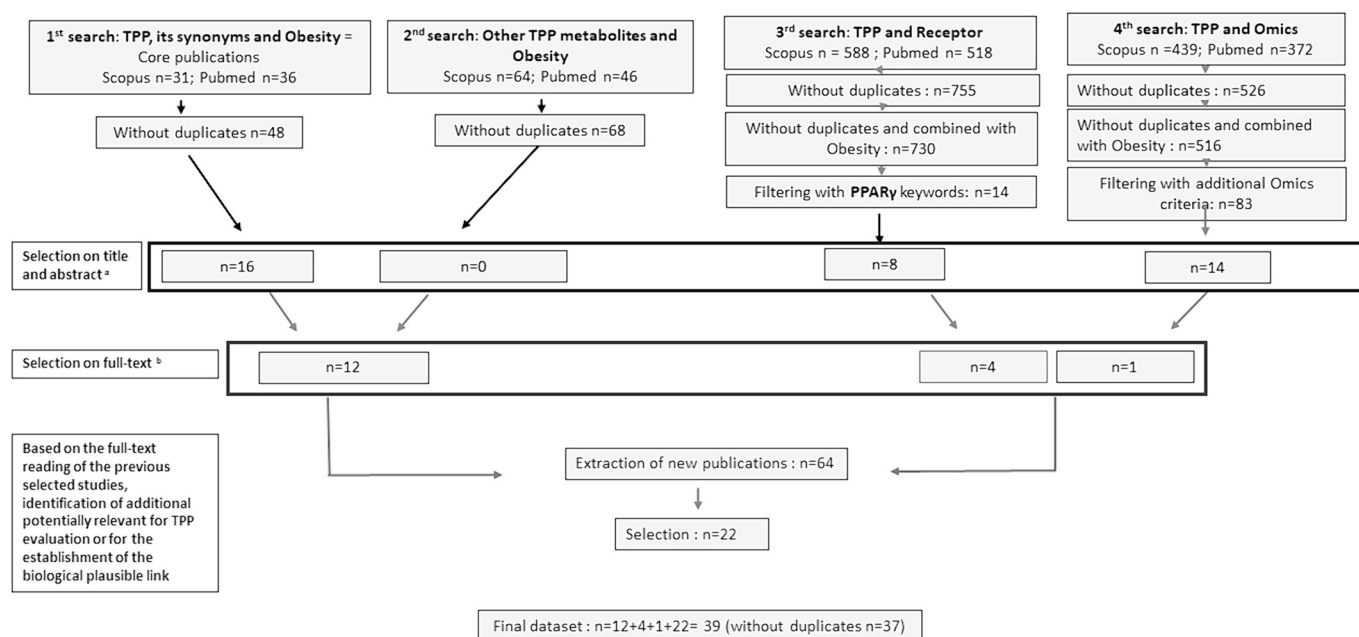 1st search: TPP, its synonyms and Obesity =
Core publications
Scopus n=31; Pubmed n=36
Without duplicates n=48
2nd search: Other TPP metabolites and
Obesity
Scopus n=64; Pubmed n=46
Without duplicates n=68
3rd search: TPP and Receptor
Scopus n = 588 ; Pubmed n= 518
Without duplicates : n=755
Without duplicates and combined with
Obesity : n=730
Filtering with PPARγ keywords: n=14
4th search: TPP and Omics
Scopus n =439; Pubmed n=372
Without duplicates : n=526
Without duplicates and combined
with Obesity : n=516
Filtering with additional Omics
criteria: n=83
Selection on title
and abstract a
n=16
n=0
n=8
n=14
Selection on full-text b
n=12
n=4
n=1
Based on the full-text
reading of the previous
selected studies,
identification of additional
potentially relevant for TPP
evaluation or for the
establishment of the
biological plausible link
Extraction of new publications : n=64
Selection : n=22
Final dataset : n=12+4+1+22= 39 (without duplicates n=37)